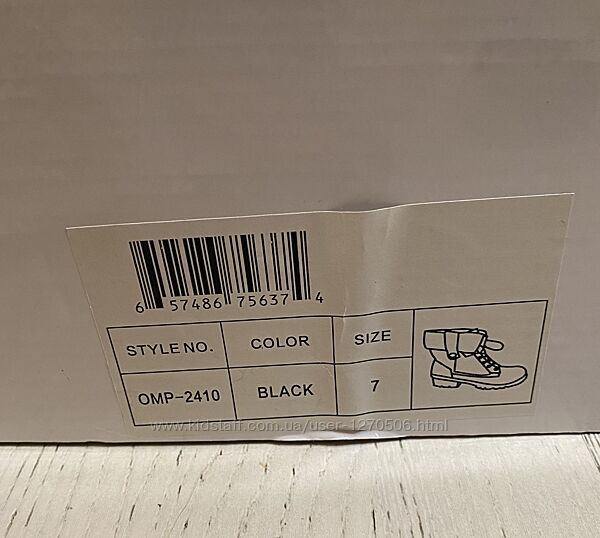 6 57486 75637 4
STYLE NO. COLOR SIZE
OMP-2410 BLACK 7
www.kidstaff.com.ua/user-1270506.html